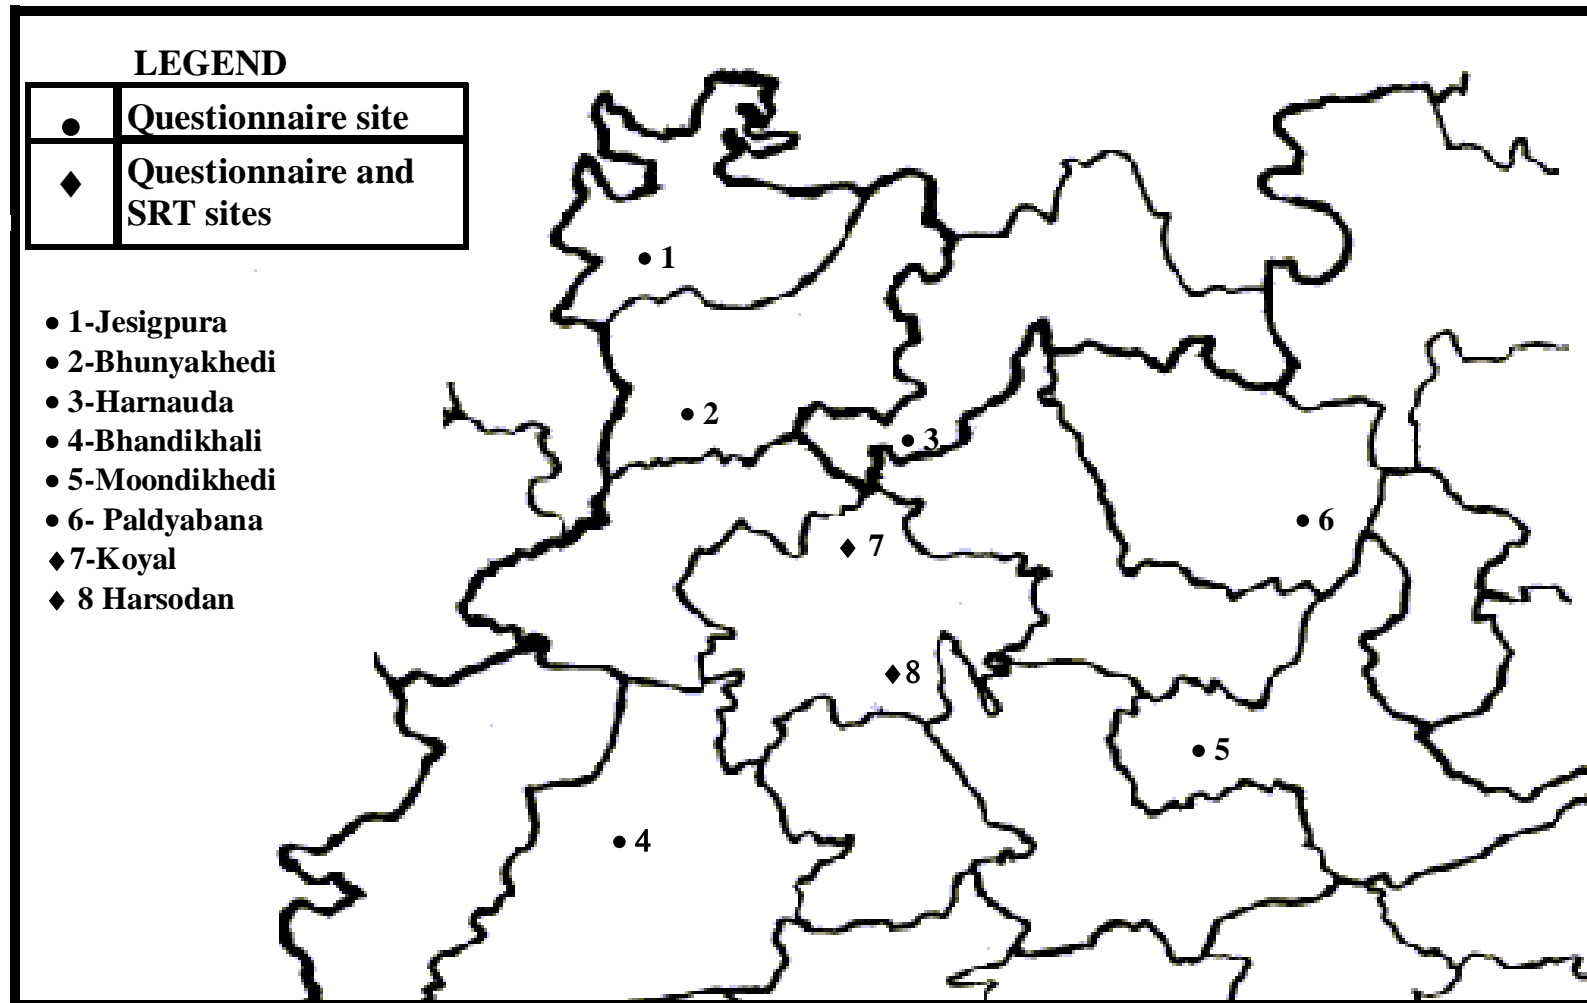 LEGEND
Questionnaire site
Questionnaire and
SRT sites
1-Jesigpura
2-Bhunyakhedi
3-Harnauda
4-Bhandikhali
5-Moondikhedi
6- Paldyabana
7-Koyal
8 Harsodan
1
2
3
6
7
8
5
4